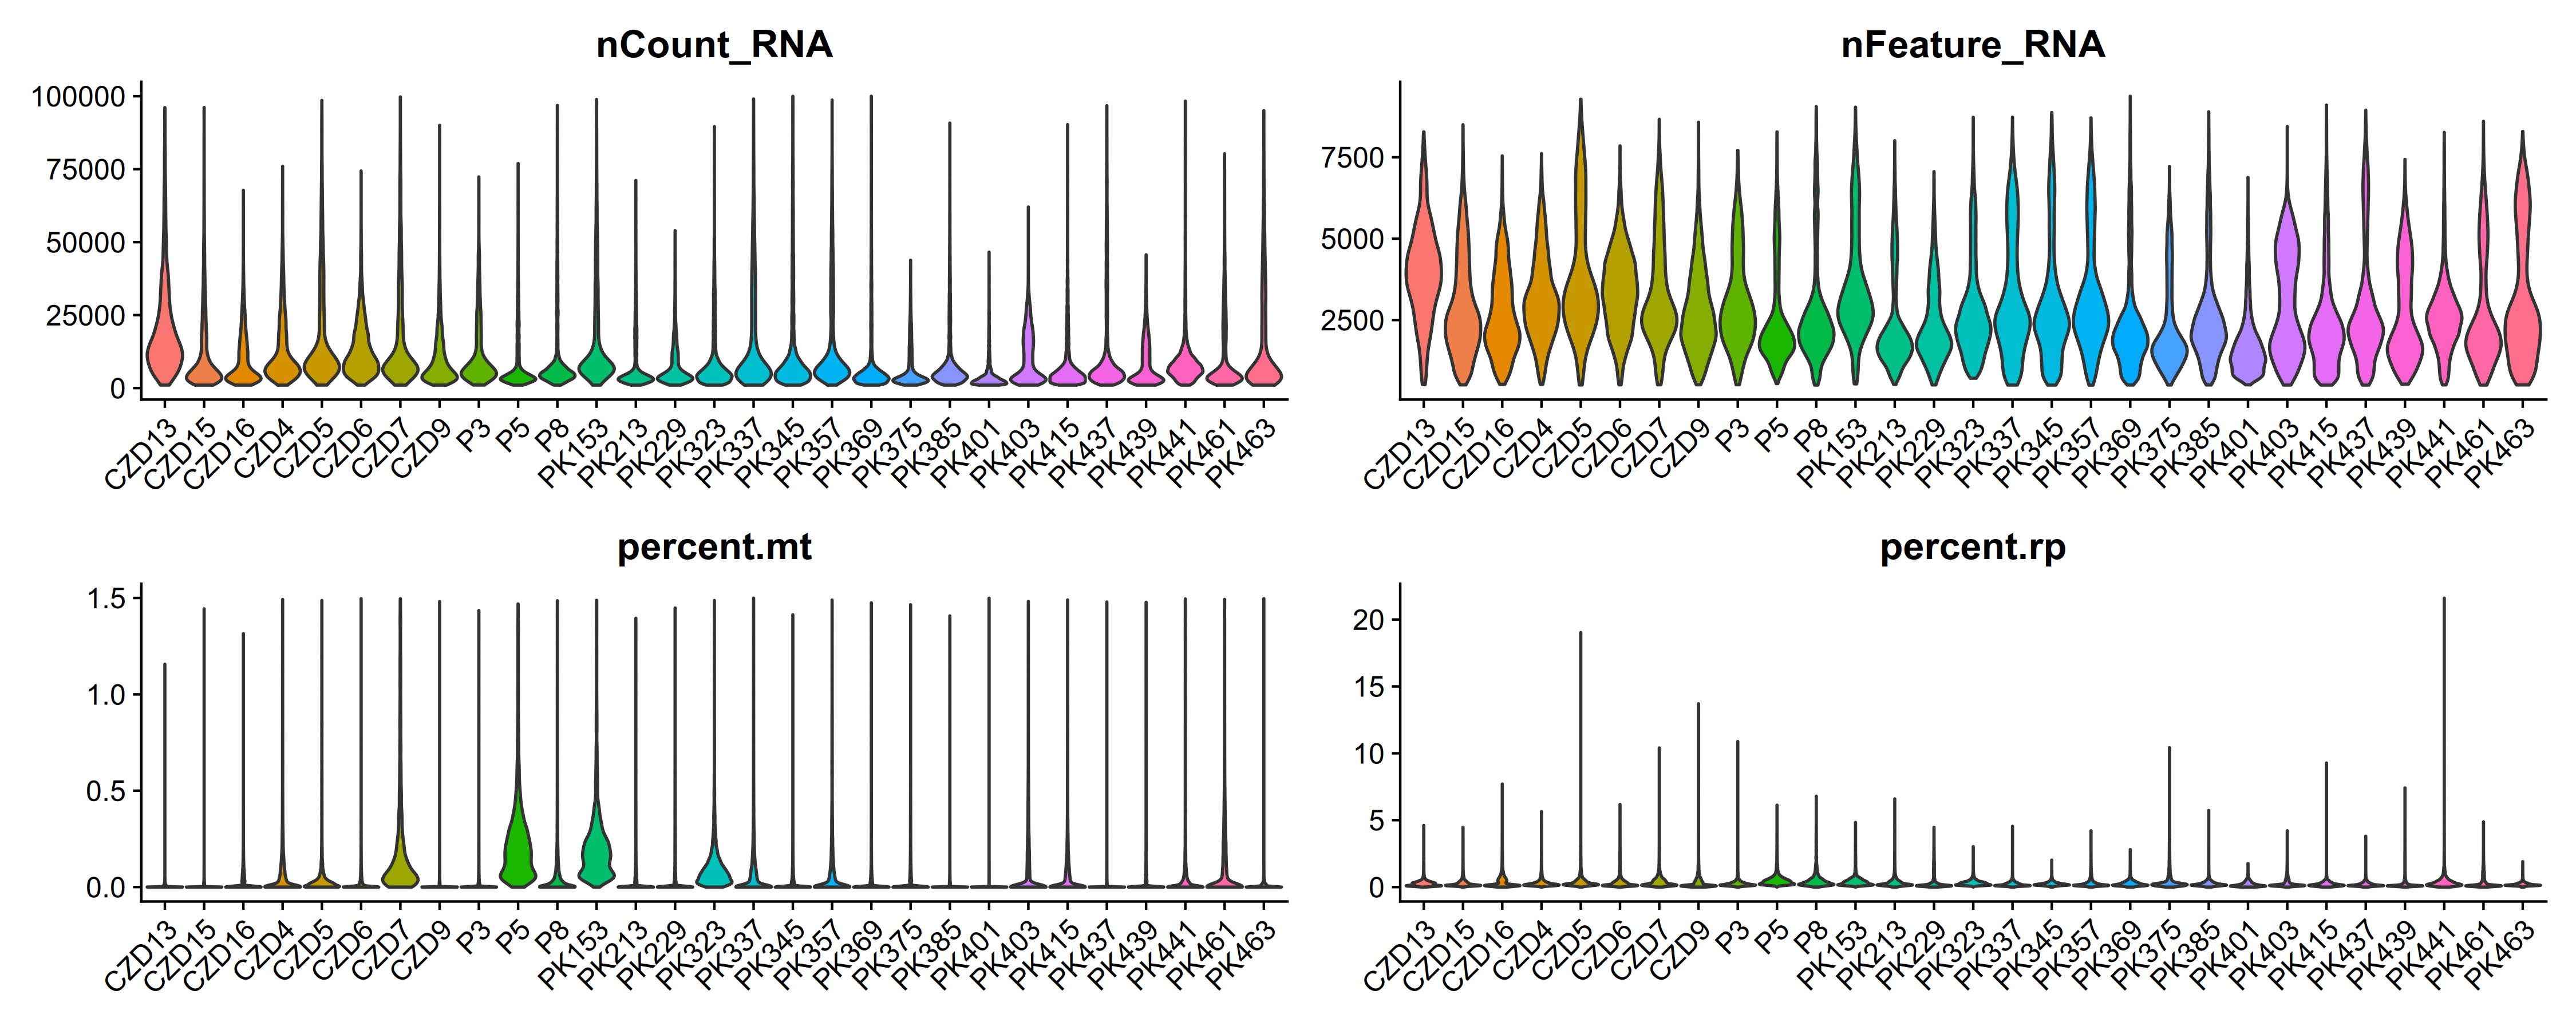 nCount_RNA
100000
75000
50000
25000
0
CZD13 CZD15 CZD16 CZD4 CZD5 CZD6 CZD7 CZD9 P3 P5 P8 PK153 PK213 PK229 PK323 PK337 PK345 PK357 PK369 PK375 PK385 PK401 PK403 PK415 PK437 PK439 PK441 PK461 PK463
nFeature_RNA
7500
5000
2500
CZD13 CZD15 CZD16 CZD4 CZD5 CZD6 CZD7 CZD9 P3 P5 P8 PK153 PK213 PK229 PK323 PK337 PK345 PK357 PK369 PK375 PK385 PK401 PK403 PK415 PK437 PK439 PK441 PK461 PK463
percent.mt
1.5
1.0
0.5
0.0
CZD13 CZD15 CZD16 CZD4 CZD5 CZD6 CZD7 CZD9 P3 P5 P8 PK153 PK213 PK229 PK323 PK337 PK345 PK357 PK369 PK375 PK385 PK401 PK403 PK415 PK437 PK439 PK441 PK461 PK463
percent.rp
20
15
10
5
0
CZD13 CZD15 CZD16 CZD4 CZD5 CZD6 CZD7 CZD9 P3 P5 P8 PK153 PK213 PK229 PK323 PK337 PK345 PK357 PK369 PK375 PK385 PK401 PK403 PK415 PK437 PK439 PK441 PK461 PK463